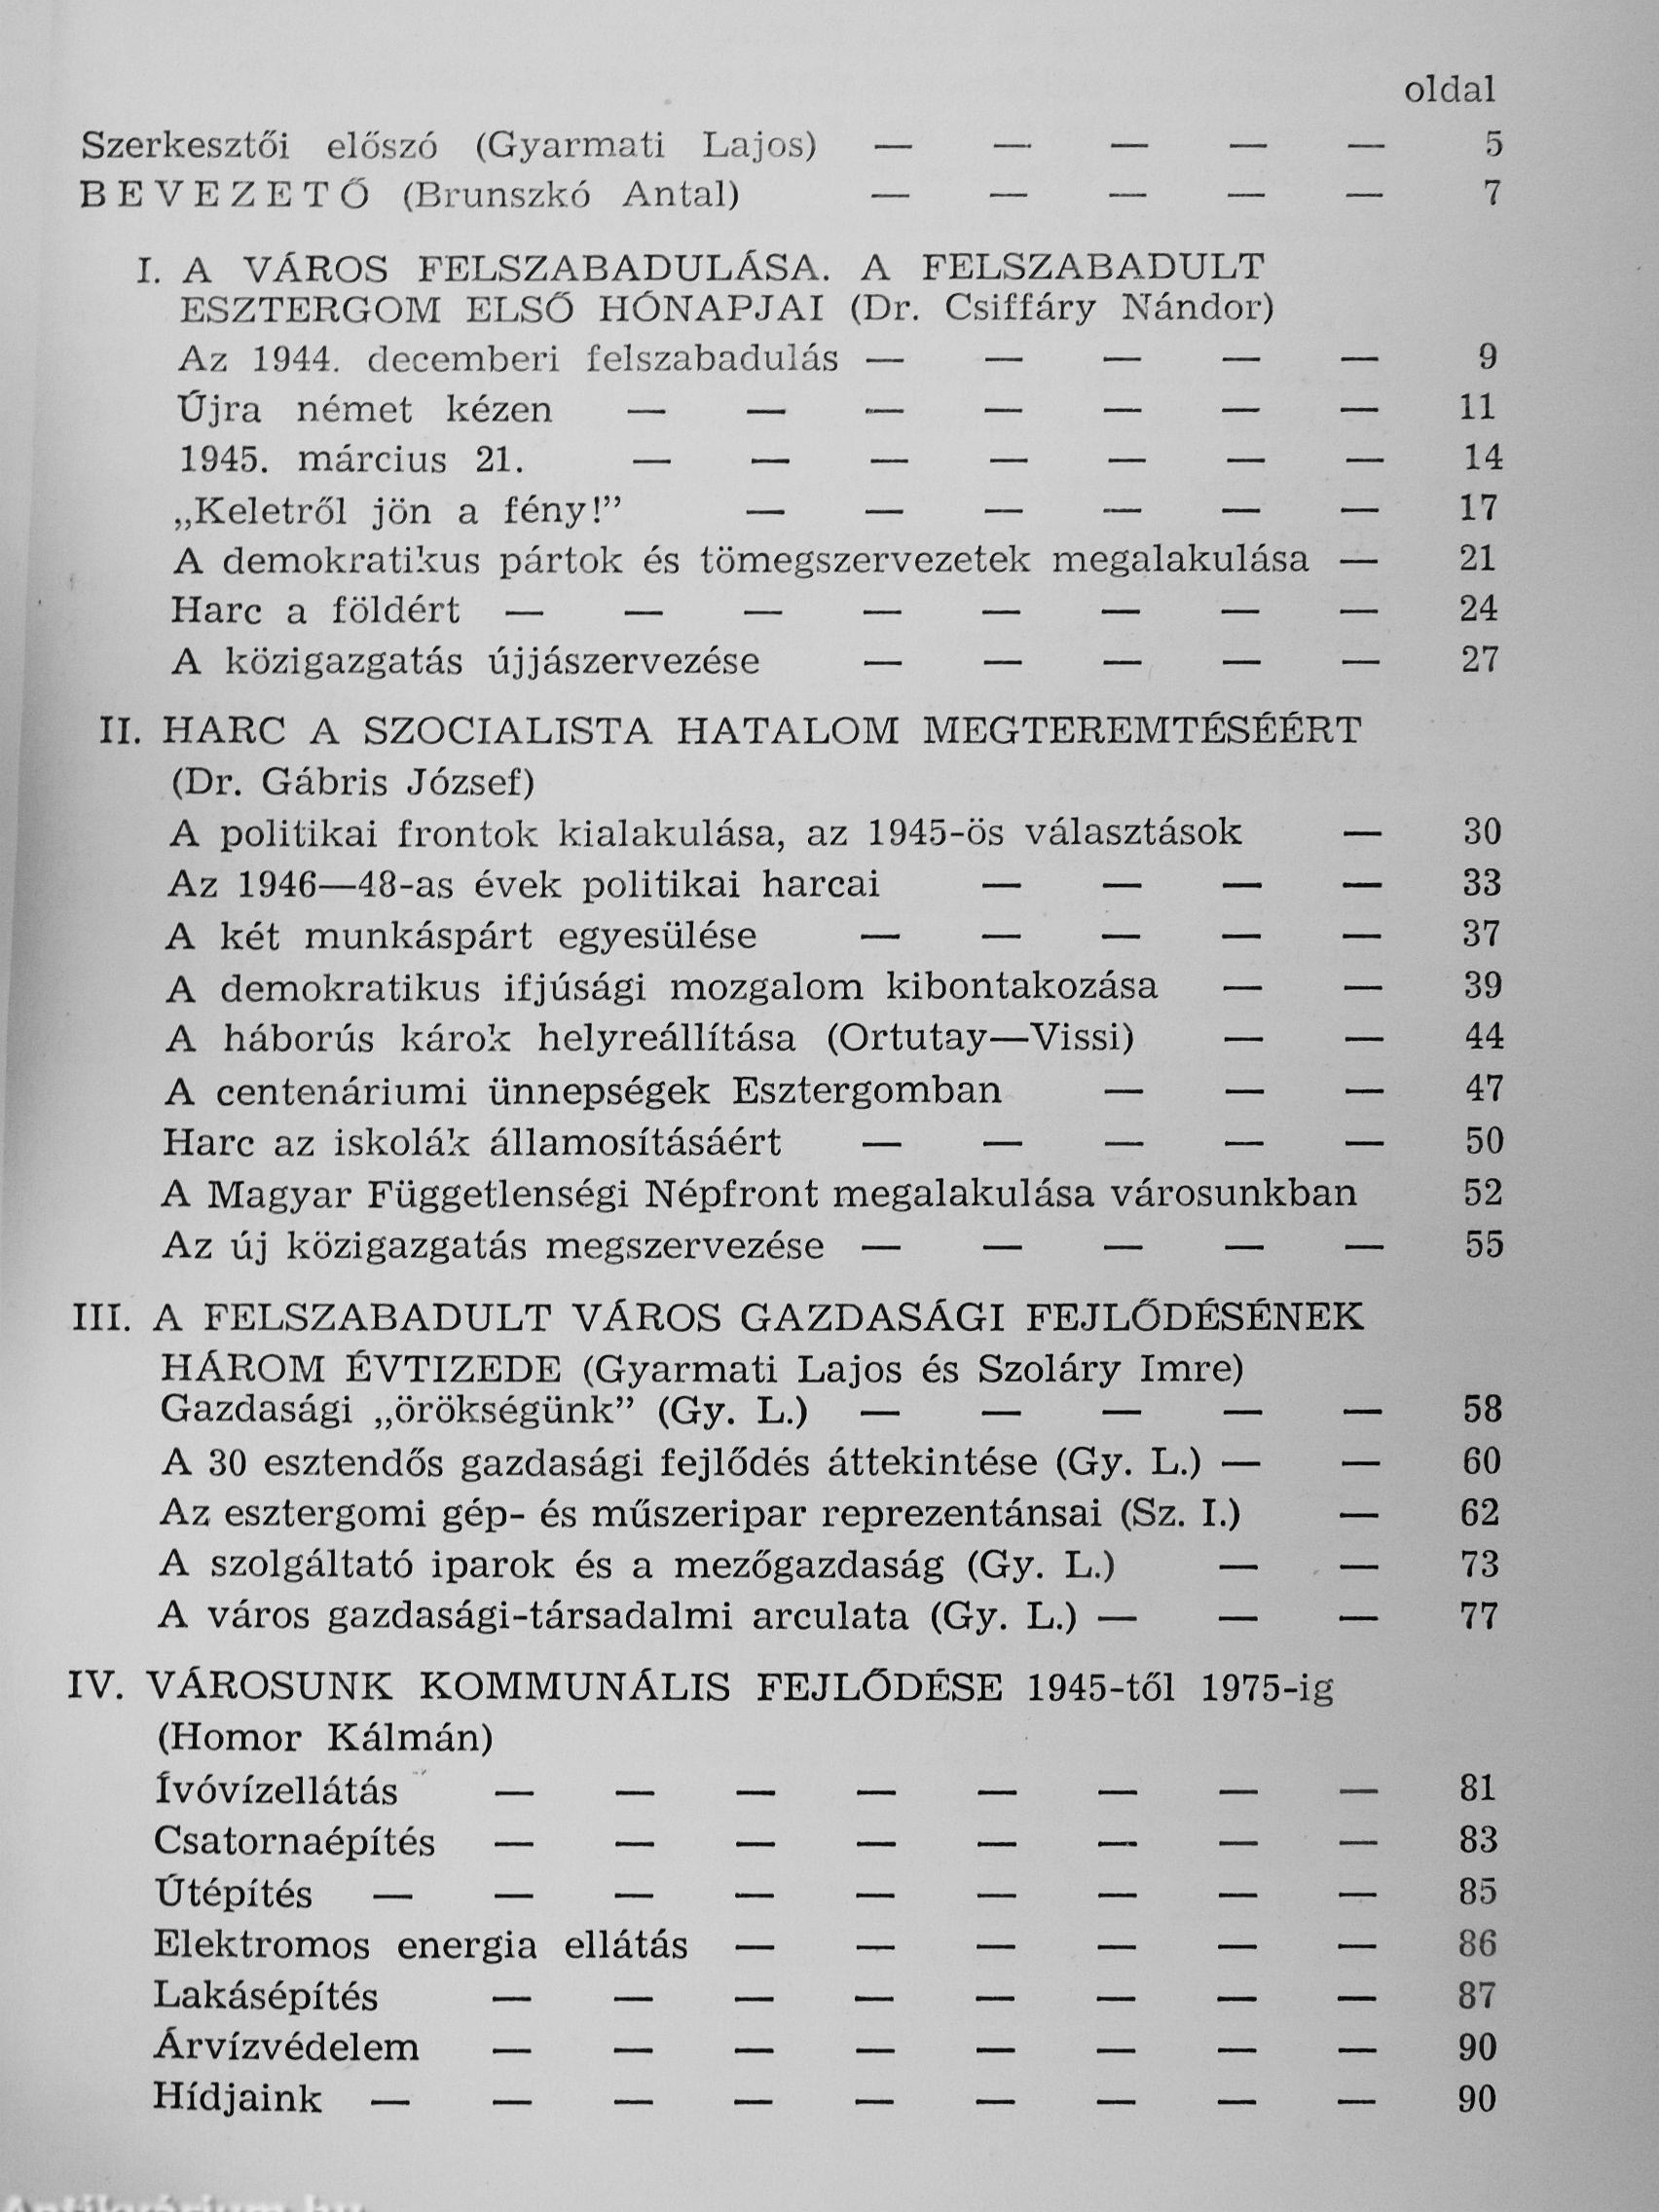 oldal
Szerkesztői előszó (Gyarmati Lajos) — — — — — 5
BEVEZETŐ (Brunszkó Antal) — — — — — 7
I. A VÁROS FELSZABADULÁSA. A FELSZABADULT
ESZTERGOM ELSŐ HÓNAPJAI (Dr. Csiffáry Nándor)
Az 1944. decemberi felszabadulás — — — — — 9
Újra német kézen — — — — — — — 11
1945. március 21. — — — — — — — 14
„Keletről jön a fény!” — — — — — — 17
A demokratikus pártok és tömegszervezetek megalakulása — 21
Harc a földért — — — — — — — — 24
A közigazgatás újjászervezése — — — — — 27
II. HARC A SZOCIALISTA HATALOM MEGTEREMTÉSÉÉRT
(Dr. Gábris József)
A politikai frontok kialakulása, az 1945-ös választások — 30
Az 1946—48-as évek politikai harcai — — — — 33
A két munkáspárt egyesülése — — — — — 37
A demokratikus ifjúsági mozgalom kibontakozása — — 39
A háborús károk helyreállítása (Ortutay—Vissi) — — 44
A centenáriumi ünnepségek Esztergomban — — — 47
Harc az iskolák államosításáért — — — — — 50
A Magyar Függetlenségi Népfront megalakulása városunkban 52
Az új közigazgatás megszervezése — — — — — 55
III. A FELSZABADULT VÁROS GAZDASÁGI FEJLŐDÉSÉNEK
HÁROM ÉVTIZEDE (Gyarmati Lajos és Szoláry Imre)
Gazdasági „örökségünk” (Gy. L.) — — — — — 58
A 30 esztendős gazdasági fejlődés áttekintése (Gy. L.) — — 60
Az esztergomi gép- és műszeripar reprezentánsai (Sz. I.) — 62
A szolgáltató iparok és a mezőgazdaság (Gy. L.) — — 73
A város gazdasági-társadalmi arculata (Gy. L.) — — — 77
IV. VÁROSUNK KOMMUNÁLIS FEJLŐDÉSE 1945-től 1975-ig
(Homor Kálmán)
Ívóvízellátás — — — — — — — — 81
Csatornaépítés — — — — — — — — 83
Útépítés — — — — — — — — — 85
Elektromos energia ellátás — — — — — — 86
Lakásépítés — — — — — — — — 87
Árvízvédelem — — — — — — — — 90
Hídjaink — — — — — — — — — 90